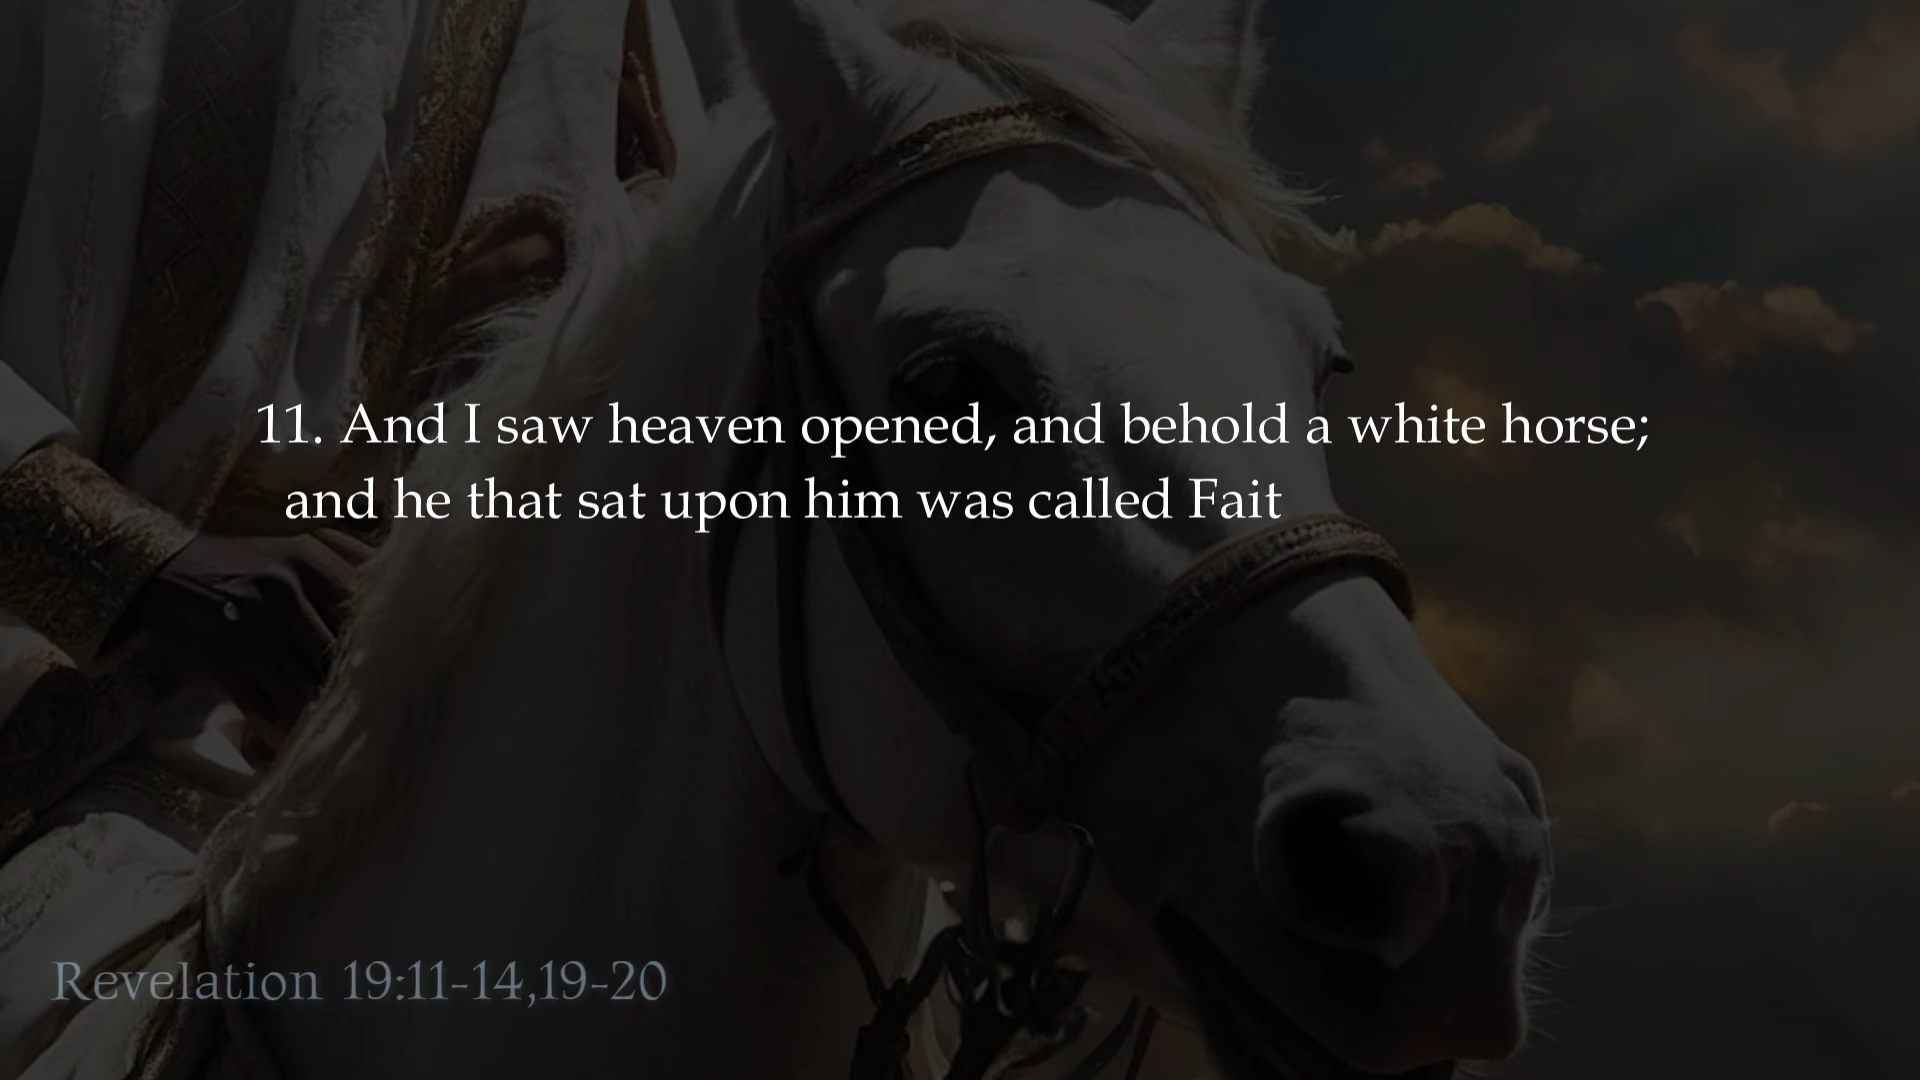 11. And I saw heaven opened, and behold a white horse;
and he that sat upon him was called Fait
Revelation 19:11-14,19-20